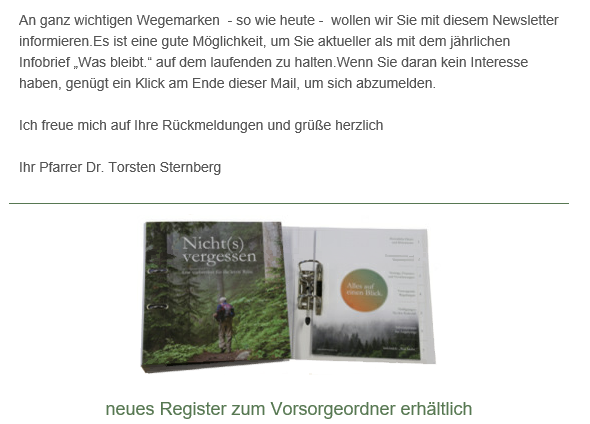 An ganz wichtigen Wegemarken  - so wie heute -  wollen wir Sie mit diesem Newsletter
informieren.Es ist eine gute Möglichkeit, um Sie aktueller als mit dem jährlichen
Infobrief „Was bleibt.“ auf dem laufenden zu halten.Wenn Sie daran kein Interesse
haben, genügt ein Klick am Ende dieser Mail, um sich abzumelden.
Ich freue mich auf Ihre Rückmeldungen und grüße herzlich
Ihr Pfarrer Dr. Torsten Sternberg
Nicht(s)
vergessen
Alles auf
einen Blick.
neues Register zum Vorsorgeordner erhältlich